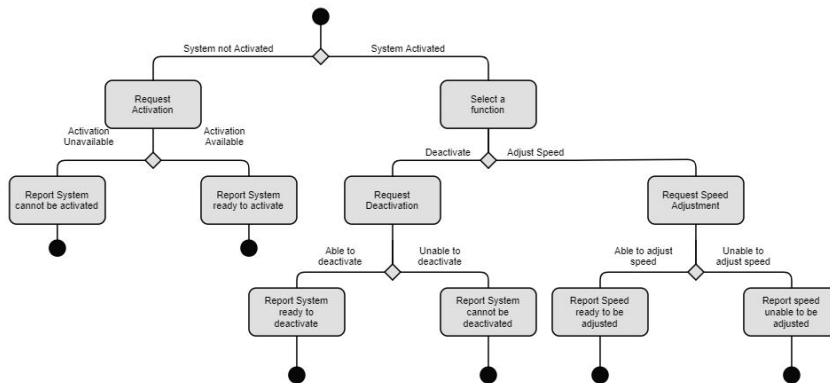 System not Activated
System Activated
Request
Activation
Select a
function
Activation
Unavailable
Activation
Available
Deactivate
Adjust Speed
Report System
cannot be activated
Report System
ready to activate
Request
Deactivation
Request Speed
Adjustment
Able to
deactivate
Unable to
deactivate
Able to adjust
speed
Unable to
adjust speed
Report System
ready to
deactivate
Report System
cannot be
deactivated
Report Speed
ready to be
adjusted
Report speed
unable to be
adjusted